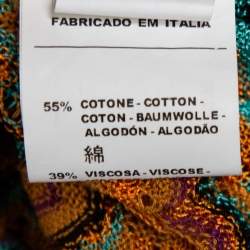 FABRICADO EM ITALIA
55% COTONE - COTTON -
COTON - BAUMWOLLE -
ALGODÓN - ALGODÃO
綿
39% VISCOSA - VISCOSE -